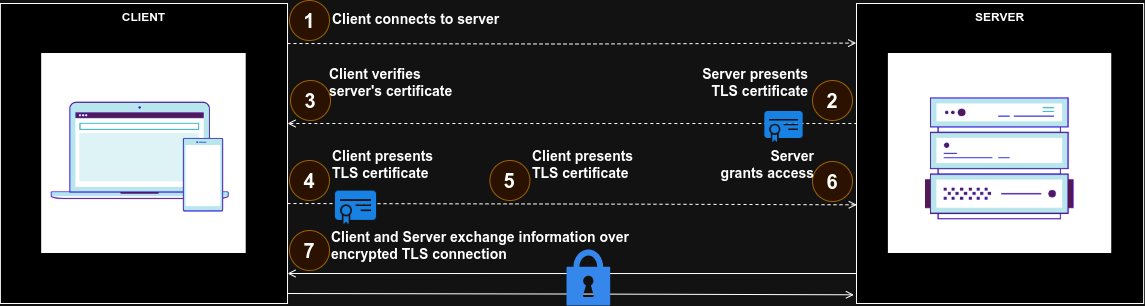 CLIENT
SERVER
1
Client connects to server
3
Client verifies
server's certificate
Server presents
TLS certificate
2
4
Client presents
TLS certificate
5
Client presents
TLS certificate
Server
grants access
6
7
Client and Server exchange information over
encrypted TLS connection